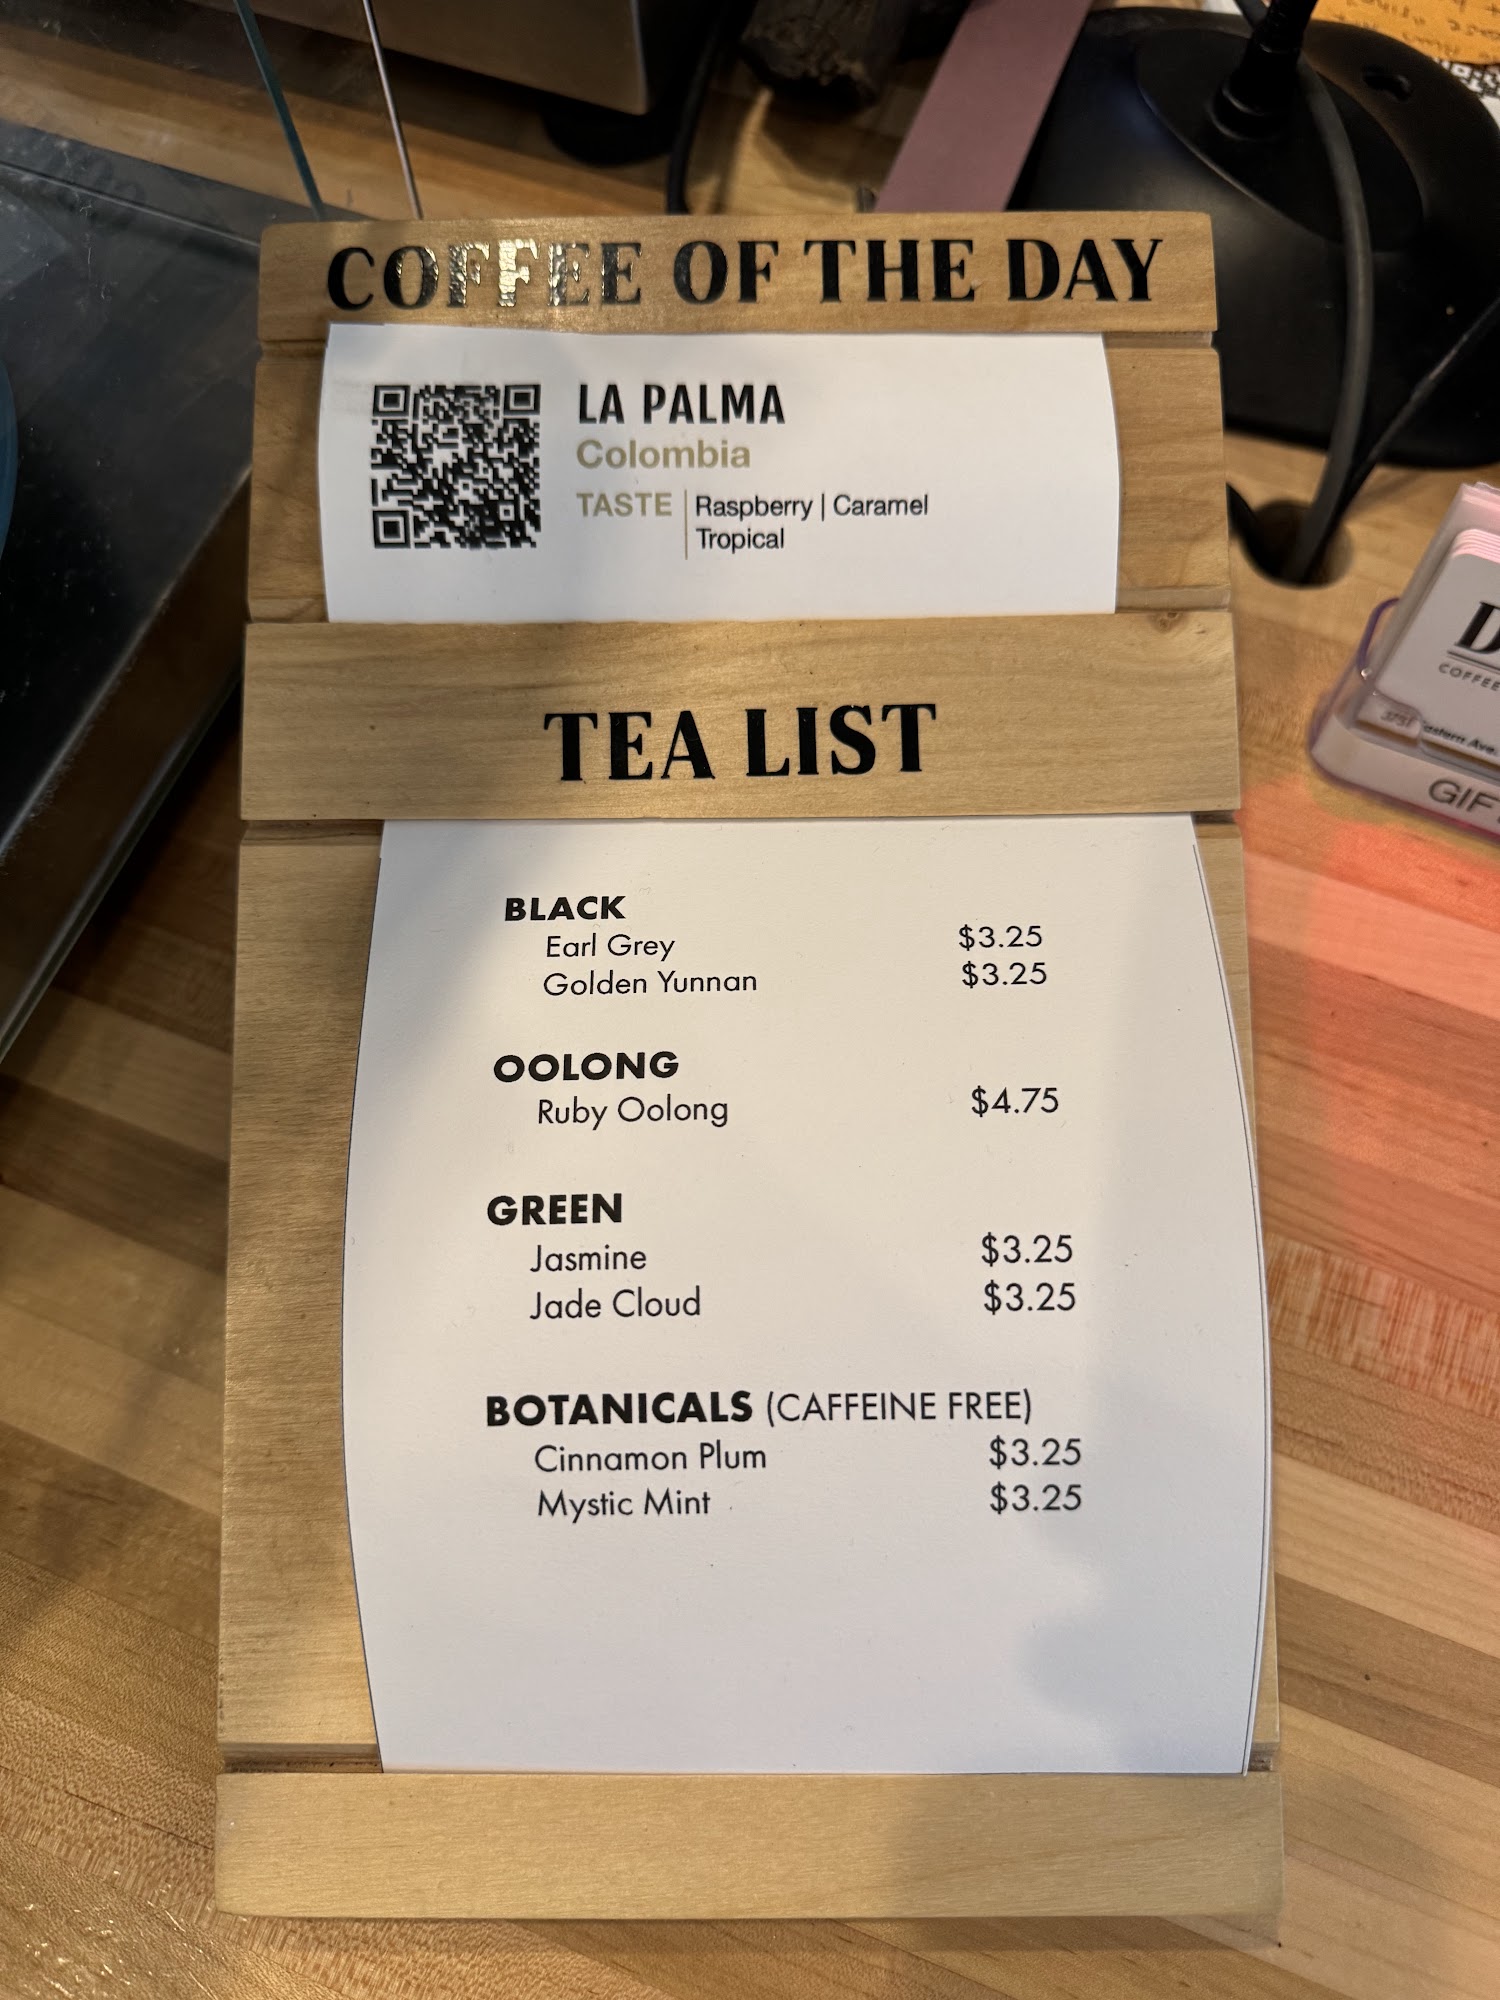 COFFEE OF THE DAY
LA PALMA
Colombia
TASTE Raspberry | Caramel
Tropical
TEA LIST
BLACK
Earl Grey $3.25
Golden Yunnan $3.25
OOLONG
Ruby Oolong $4.75
GREEN
Jasmine $3.25
Jade Cloud $3.25
BOTANICALS (CAFFEINE FREE)
Cinnamon Plum $3.25
Mystic Mint $3.25
COFFEE
Ave.